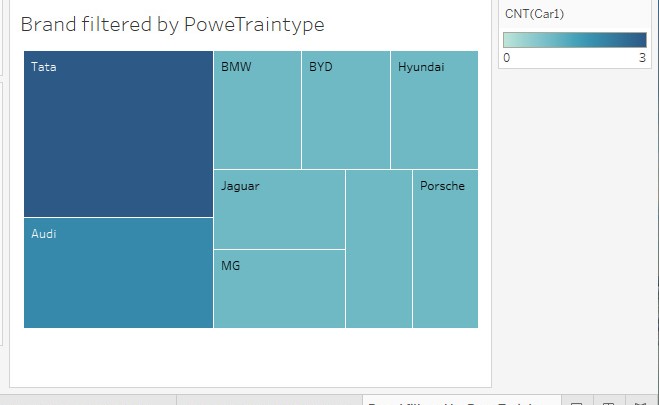 Brand filtered by PoweTraintype
CNT(Car1)
0 3
Tata
BMW
BYD
Hyundai
Audi
Jaguar
Porsche
MG